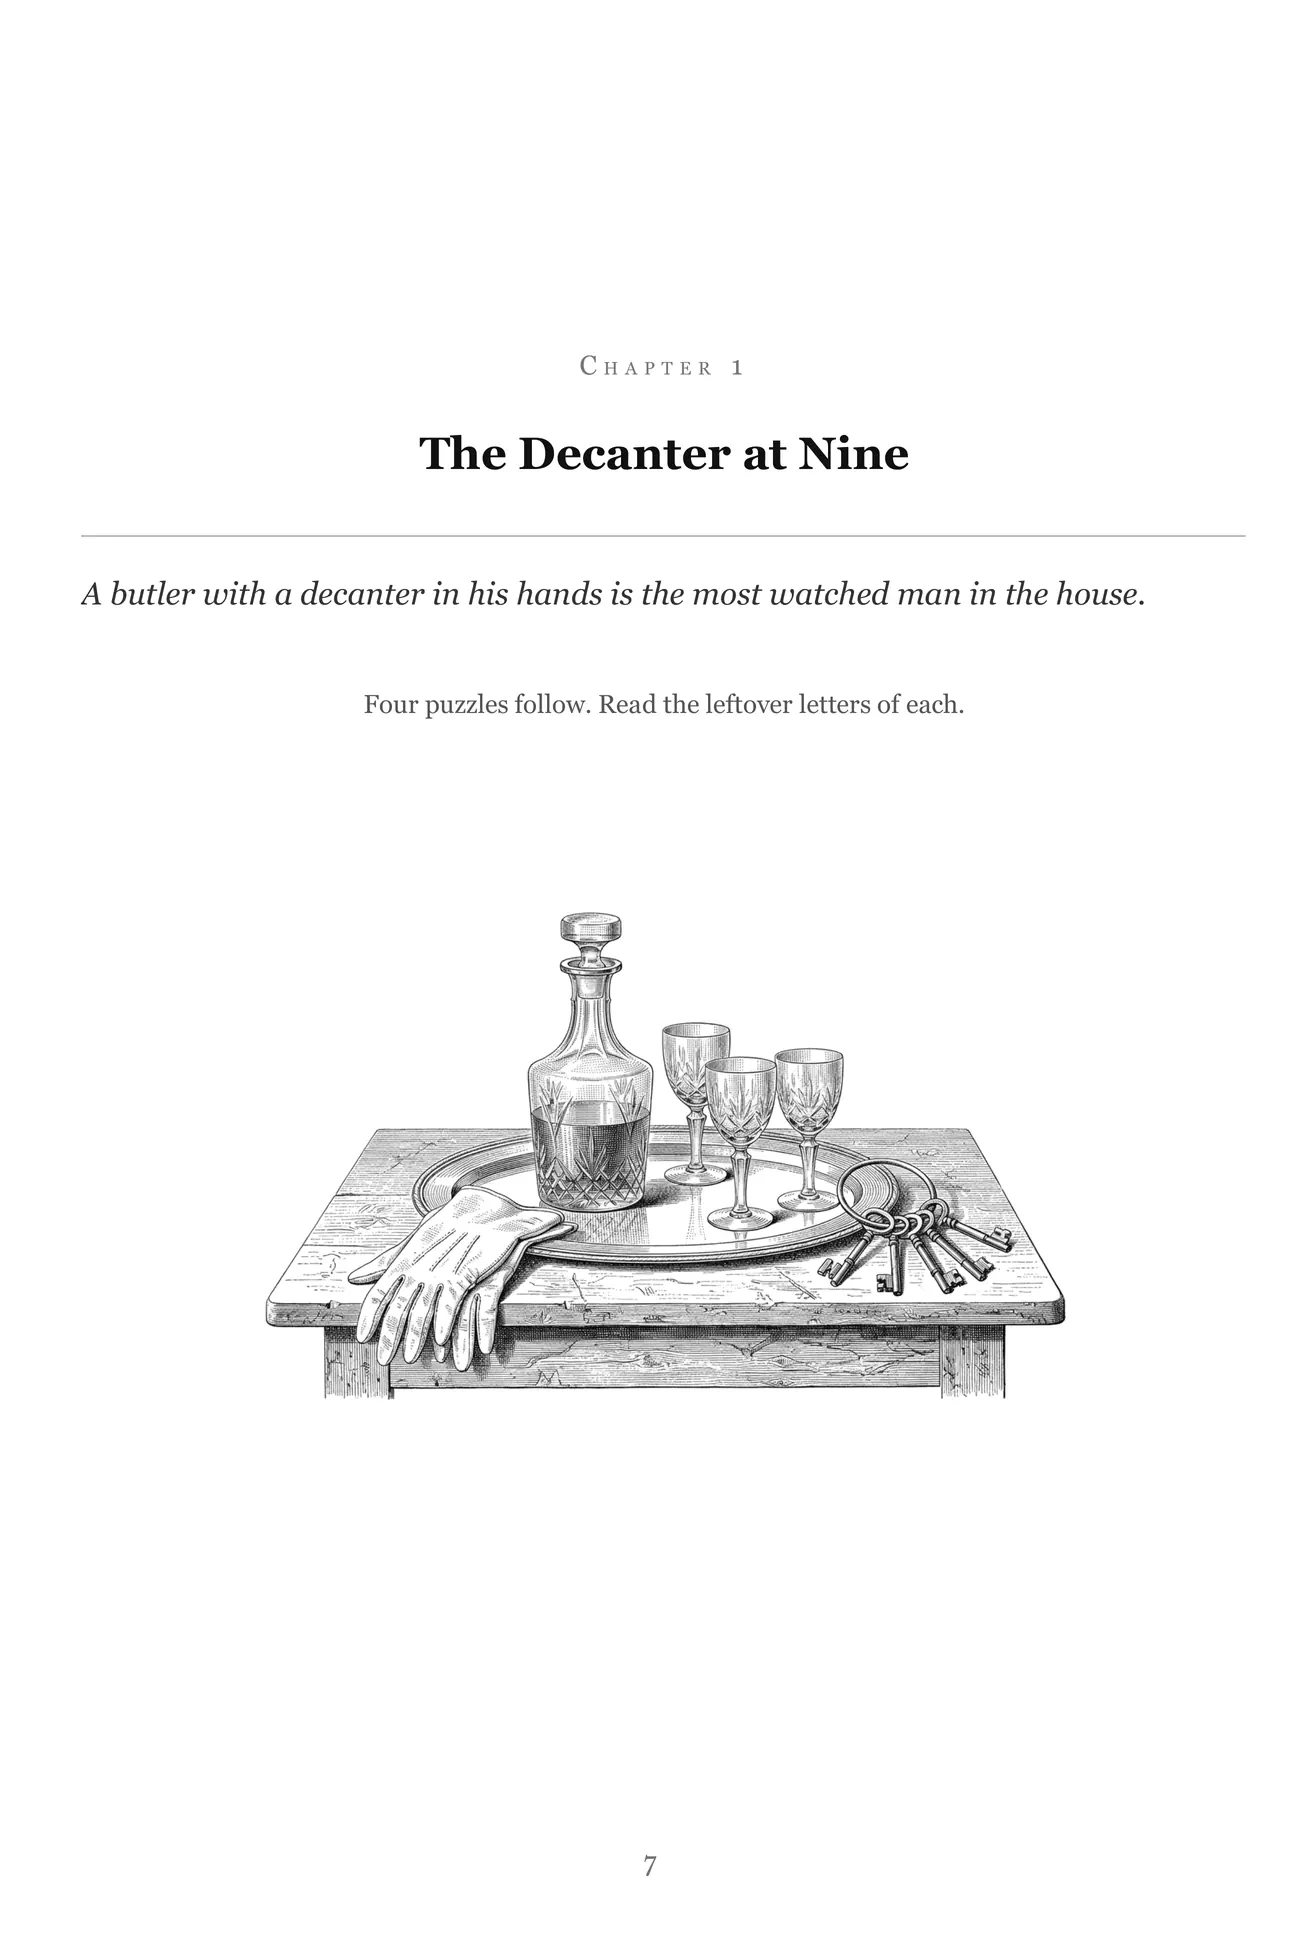 Chapter 1
The Decanter at Nine
A butler with a decanter in his hands is the most watched man in the house.
Four puzzles follow. Read the leftover letters of each.
7